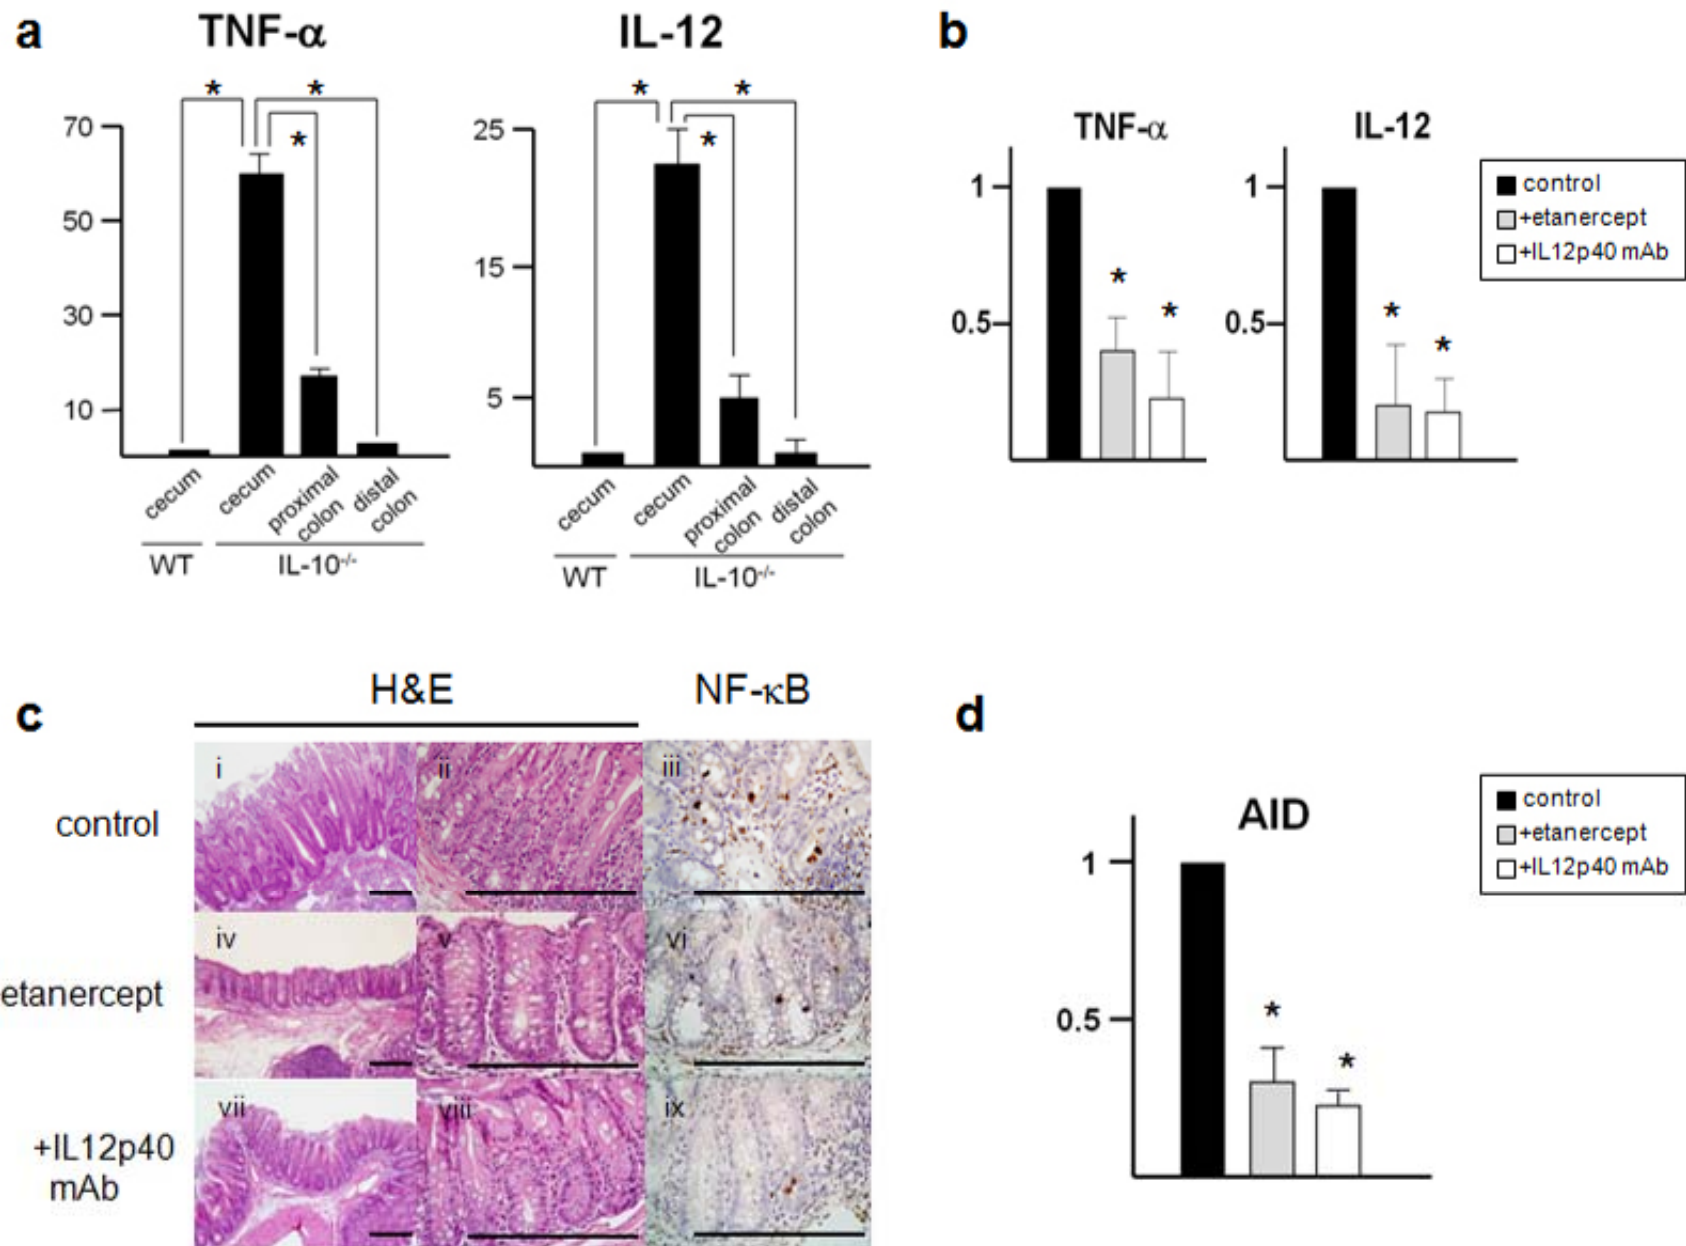 a
TNF-α
*
*
*
70
50
30
10
cecum
cecum
proximal
colon
distal
colon
WT
IL-10-/-
IL-12
*
*
*
25
15
5
cecum
cecum
proximal
colon
distal
colon
WT
IL-10-/-
b
TNF-α
1
0.5
*
*
IL-12
1
0.5
*
*
control
+etanercept
+IL12p40 mAb
c
H&E
NF-κB
control
i
ii
iii
etanercept
iv
v
vi
+IL12p40
mAb
vii
viii
ix
d
AID
1
0.5
*
*
control
+etanercept
+IL12p40 mAb